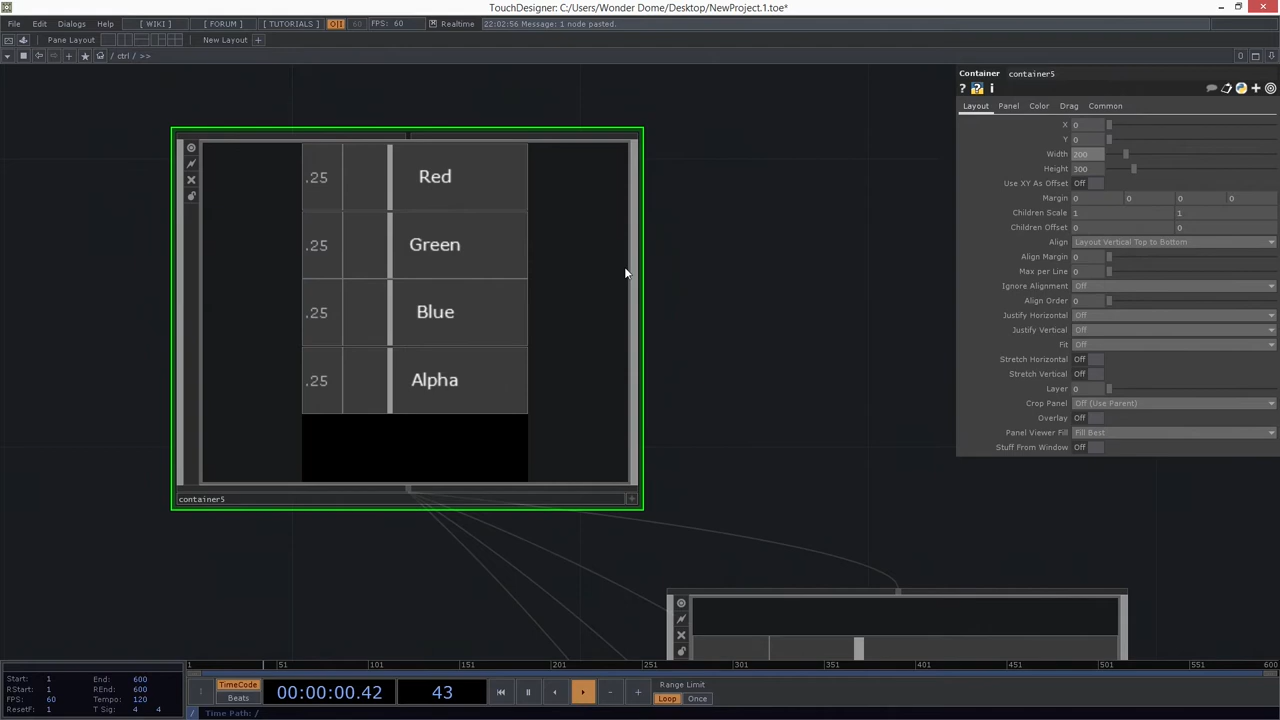 TouchDesigner: C:/Users/Wonder Dome/Desktop/NewProject.1.toe*
File Edit Dialogs Help [ WIKI ] [ FORUM ] [ TUTORIALS ] O|I 60 FPS: 60 Realtime 22:02:56 Message: 1 node pasted.
Pane Layout New Layout +
/ ctrl / >> 0
Container container5
? ? i
Layout Panel Color Drag Common
X 0
Y 0
Width 200
Height 300
Use XY As Offset Off
Margin 0 0 0 0
Children Scale 1 1
Children Offset 0 0
Align Layout Vertical Top to Bottom
Align Margin 0
Max per Line 0
Ignore Alignment Off
Align Order 0
Justify Horizontal Off
Justify Vertical Off
Fit Off
Stretch Horizontal Off
Stretch Vertical Off
Layer 0
Crop Panel Off (Use Parent)
Overlay Off
Panel Viewer Fill Fill Best
Stuff From Window Off
.25 Red
.25 Green
.25 Blue
.25 Alpha
container5
1 51 101 151 201 251 301 351 401 451 501 551 600
Start: 1 End: 600
RStart: 1 REnd: 600
FPS: 60 Tempo: 120
ResetF: 1 T Sig: 4 4
TimeCode
Beats
00:00:00.42 43
Range Limit
Loop Once
/ Time Path: /